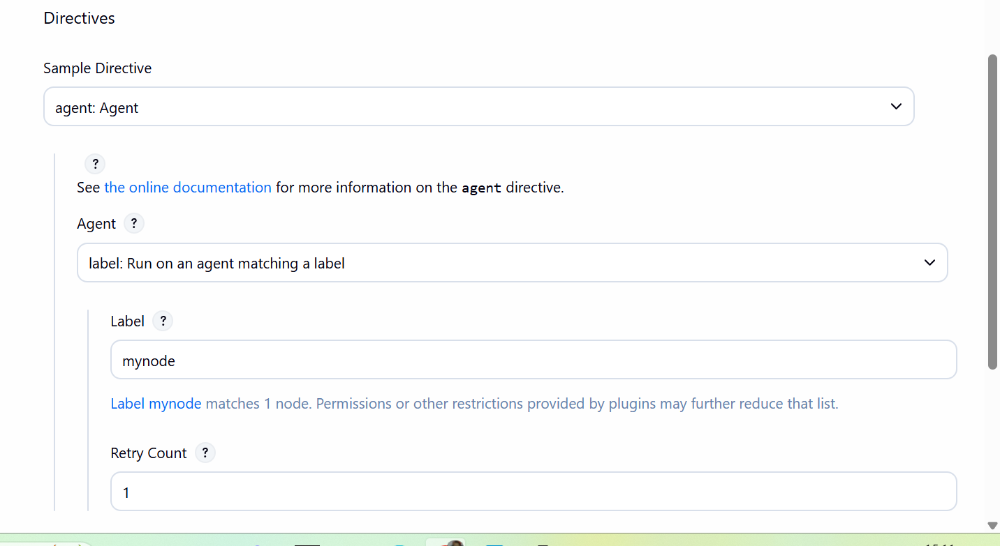 Directives
Sample Directive
agent: Agent
?
See the online documentation for more information on the agent directive.
Agent ?
label: Run on an agent matching a label
Label ?
mynode
Label mynode matches 1 node. Permissions or other restrictions provided by plugins may further reduce that list.
Retry Count ?
1